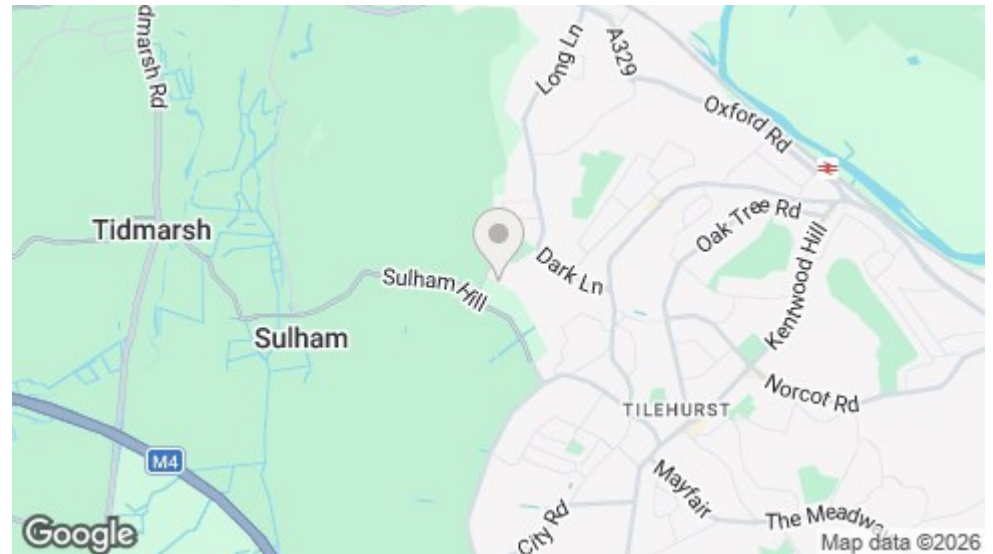 dmarsh Rd
Long Ln
A329
Oxford Rd
Tidmarsh
Oak Tree Rd
Dark Ln
Sulham Hill
Kentwood Hill
Sulham
Norcot Rd
TILEHURST
M4
Mayfair
City Rd
The Meadway
Google
Map data ©2026